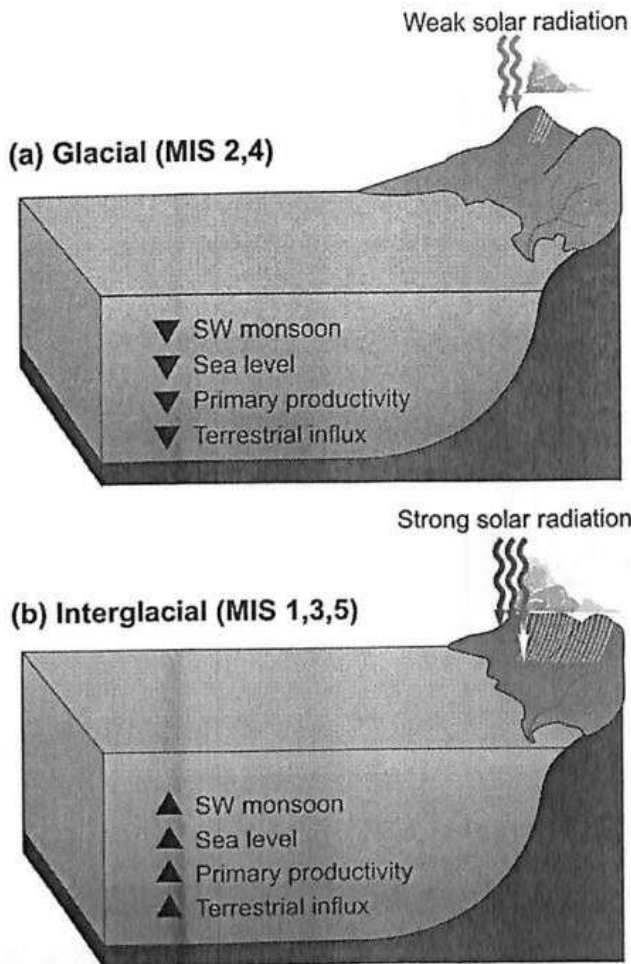 Weak solar radiation
(a) Glacial (MIS 2,4)
▼ SW monsoon
▼ Sea level
▼ Primary productivity
▼ Terrestrial influx
Strong solar radiation
(b) Interglacial (MIS 1,3,5)
▲ SW monsoon
▲ Sea level
▲ Primary productivity
▲ Terrestrial influx